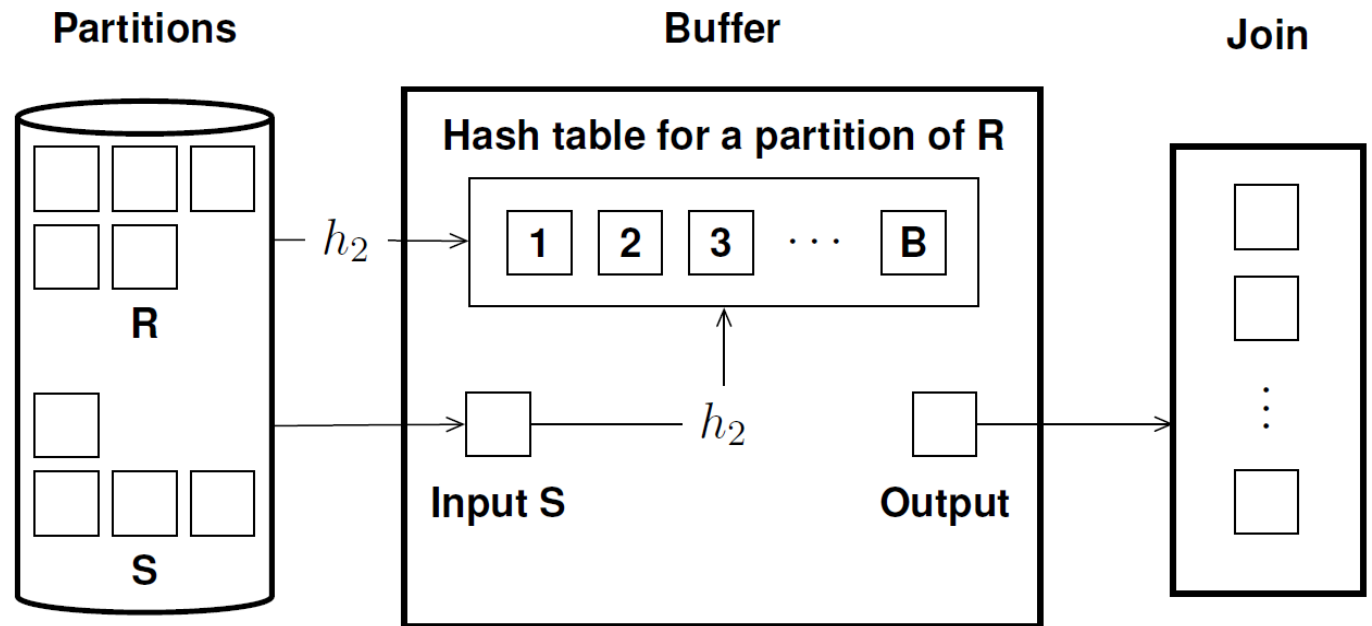 Partitions
Buffer
Join
Hash table for a partition of R
1 2 3 ... B
h₂
R
h₂
Input S
Output
S